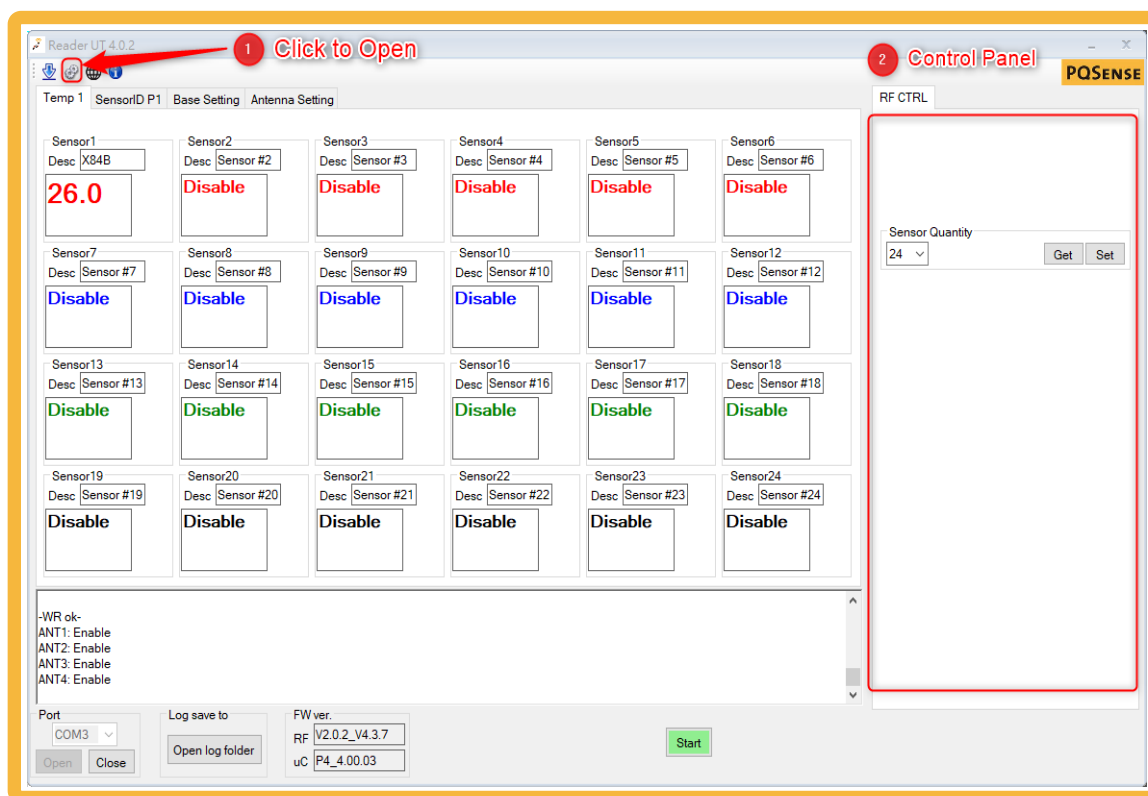 Reader UT 4.0.2
1 Click to Open
2 Control Panel
PQSENSE
Temp 1 SensorID P1 Base Setting Antenna Setting
RF CTRL
Sensor1 Sensor2 Sensor3 Sensor4 Sensor5 Sensor6
Desc X84B Desc Sensor #2 Desc Sensor #3 Desc Sensor #4 Desc Sensor #5 Desc Sensor #6
26.0 Disable Disable Disable Disable Disable
Sensor Quantity
24 Get Set
Sensor7 Sensor8 Sensor9 Sensor10 Sensor11 Sensor12
Desc Sensor #7 Desc Sensor #8 Desc Sensor #9 Desc Sensor #10 Desc Sensor #11 Desc Sensor #12
Disable Disable Disable Disable Disable Disable
Sensor13 Sensor14 Sensor15 Sensor16 Sensor17 Sensor18
Desc Sensor #13 Desc Sensor #14 Desc Sensor #15 Desc Sensor #16 Desc Sensor #17 Desc Sensor #18
Disable Disable Disable Disable Disable Disable
Sensor19 Sensor20 Sensor21 Sensor22 Sensor23 Sensor24
Desc Sensor #19 Desc Sensor #20 Desc Sensor #21 Desc Sensor #22 Desc Sensor #23 Desc Sensor #24
Disable Disable Disable Disable Disable Disable
-WR ok-
ANT1: Enable
ANT2: Enable
ANT3: Enable
ANT4: Enable
Port Log save to FW ver.
COM3 RF V2.0.2_V4.3.7
Open Close Open log folder uC P4_4.00.03
Start